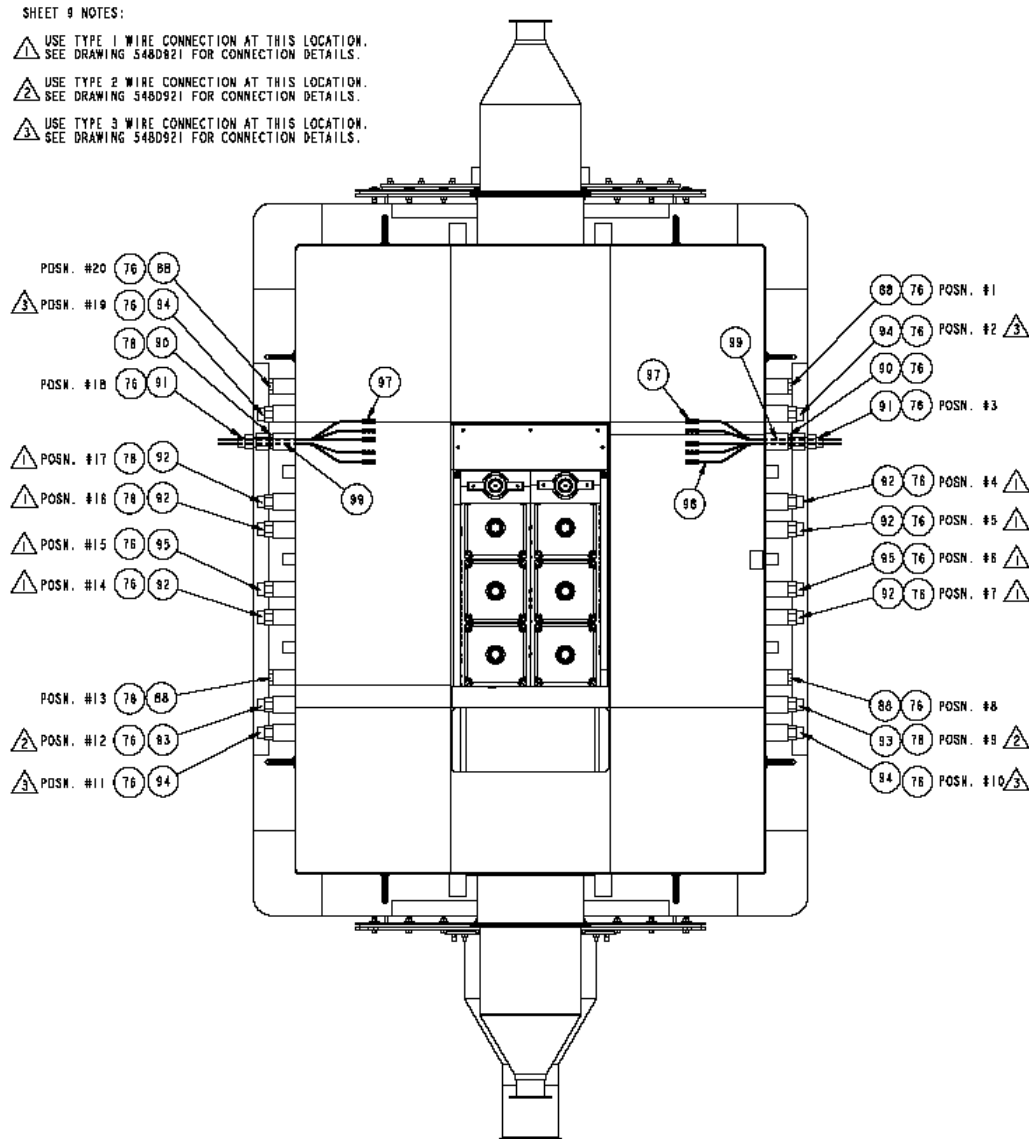 SHEET 9 NOTES:
1 USE TYPE 1 WIRE CONNECTION AT THIS LOCATION.
SEE DRAWING 548D921 FOR CONNECTION DETAILS.
2 USE TYPE 2 WIRE CONNECTION AT THIS LOCATION.
SEE DRAWING 548D921 FOR CONNECTION DETAILS.
3 USE TYPE 3 WIRE CONNECTION AT THIS LOCATION.
SEE DRAWING 548D921 FOR CONNECTION DETAILS.
POSN. #20 76 88
3 POSN. #19 76 94
78 90
POSN. #18 76 91
97
99
1 POSN. #17 78 92
1 POSN. #16 78 92
1 POSN. #15 76 95
1 POSN. #14 76 92
POSN. #13 78 88
2 POSN. #12 76 93
3 POSN. #11 76 94
88 76 POSN. #1
94 76 POSN. #2 3
99
90 76
97
91 76 POSN. #3
98
92 76 POSN. #4 1
92 76 POSN. #5 1
95 76 POSN. #6 1
92 76 POSN. #7 1
88 76 POSN. #8
93 78 POSN. #9 2
94 76 POSN. #10 3